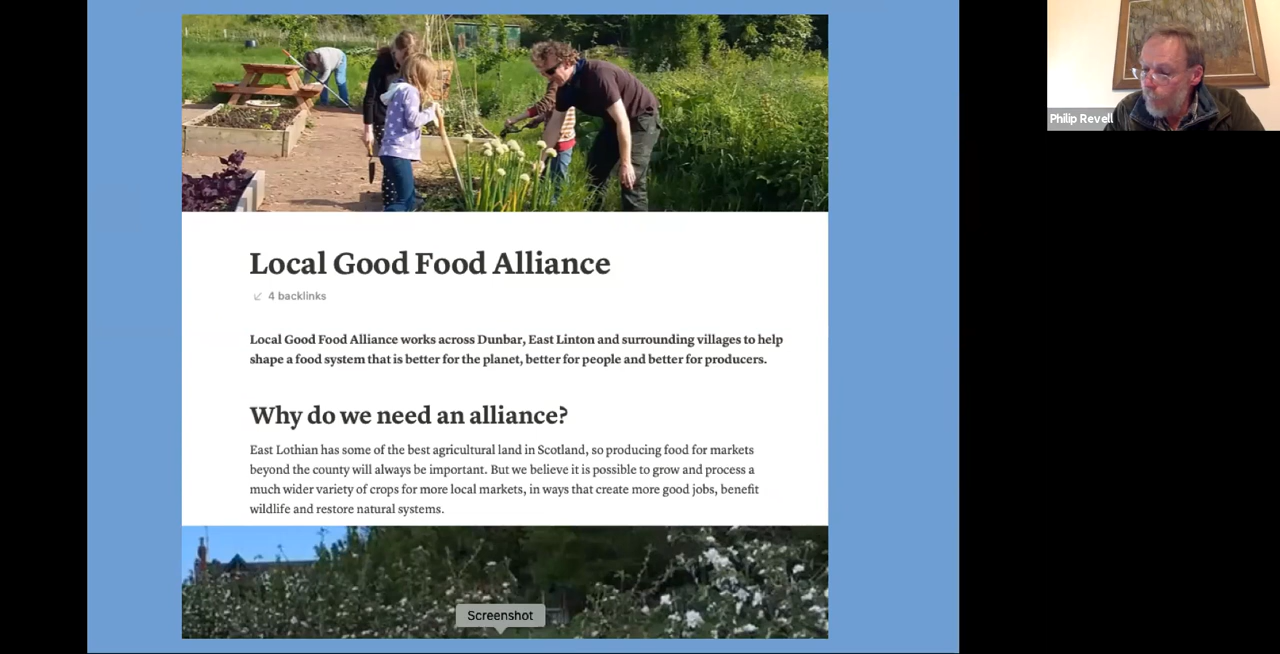 Philip Revell
Local Good Food Alliance
4 backlinks
Local Good Food Alliance works across Dunbar, East Linton and surrounding villages to help
shape a food system that is better for the planet, better for people and better for producers.
Why do we need an alliance?
East Lothian has some of the best agricultural land in Scotland, so producing food for markets
beyond the county will always be important. But we believe it is possible to grow and process a
much wider variety of crops for more local markets, in ways that create more good jobs, benefit
wildlife and restore natural systems.
Screenshot